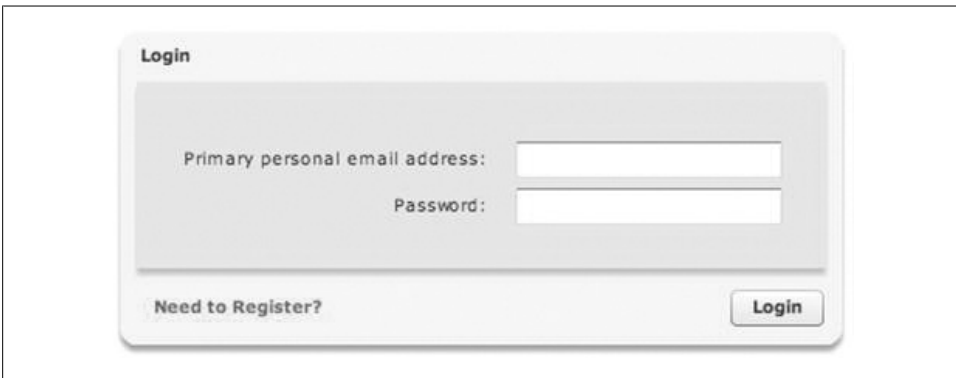 Login
Primary personal email address:
Password:
Need to Register?
Login